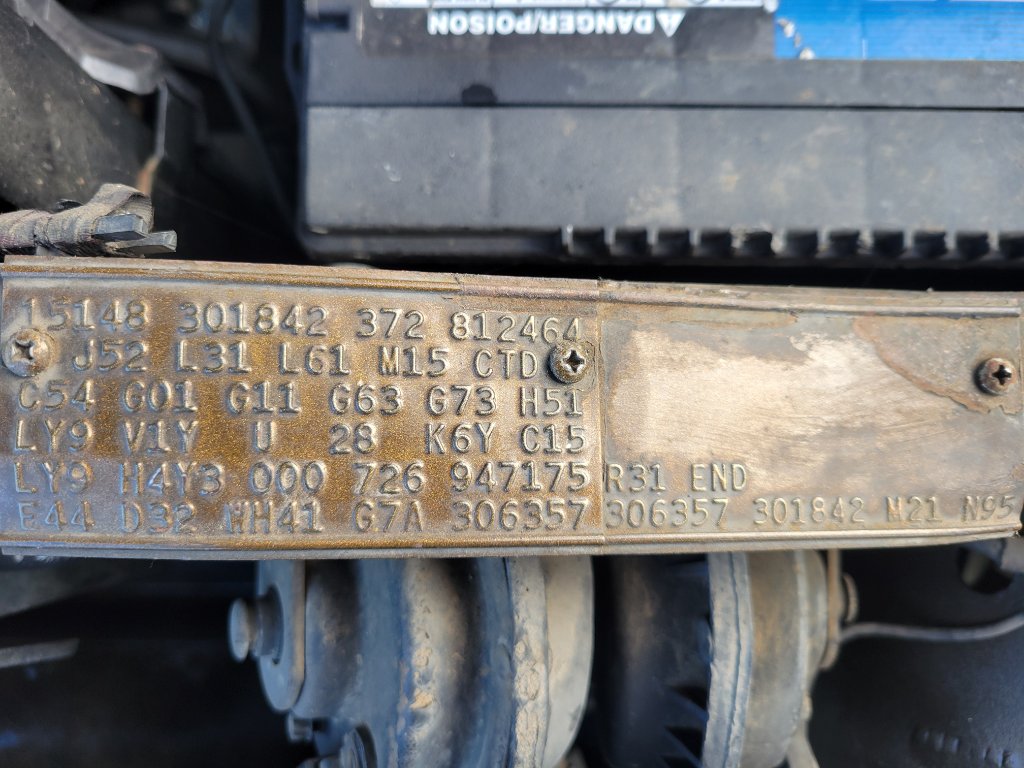 DANGER/POISON
15148 301842 372 812464
J52 L31 L61 M15 CTD
C54 G01 G11 G63 G73 H51
LY9 V1Y U 28 K6Y C15
LY9 H4Y3 000 726 947175 R31 END
E44 D32 WH41 G7A 306357 306357 301842 M21 N95